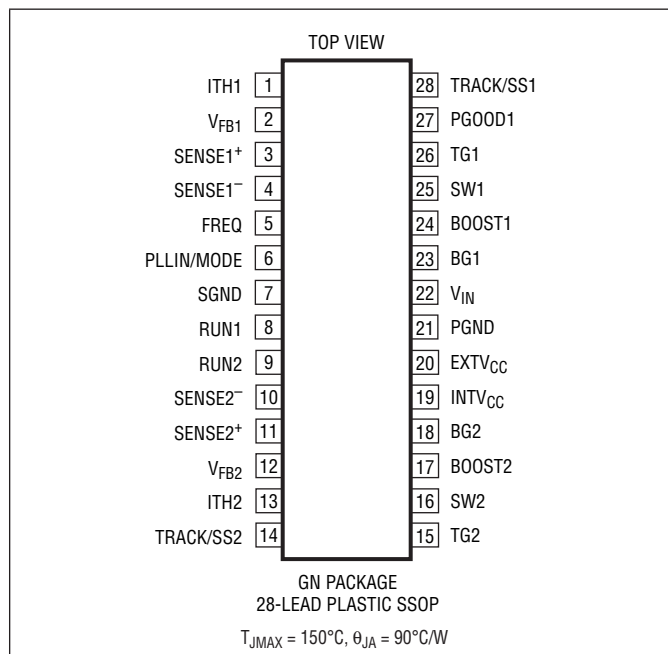 TOP VIEW
ITH1 1
VFB1 2
SENSE1+ 3
SENSE1– 4
FREQ 5
PLLIN/MODE 6
SGND 7
RUN1 8
RUN2 9
SENSE2– 10
SENSE2+ 11
VFB2 12
ITH2 13
TRACK/SS2 14
28 TRACK/SS1
27 PGOOD1
26 TG1
25 SW1
24 BOOST1
23 BG1
22 VIN
21 PGND
20 EXTVCC
19 INTVCC
18 BG2
17 BOOST2
16 SW2
15 TG2
GN PACKAGE
28-LEAD PLASTIC SSOP
TJMAX = 150°C, θJA = 90°C/W